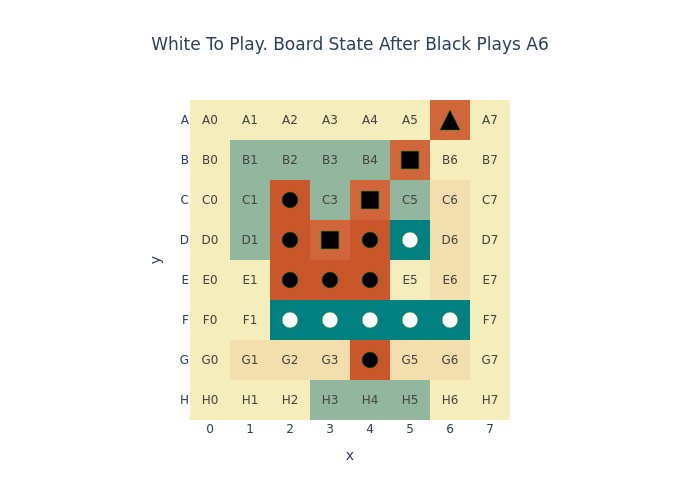 White To Play. Board State After Black Plays A6
A A0 A1 A2 A3 A4 A5 A7
B B0 B1 B2 B3 B4 B6 B7
C C0 C1 C3 C5 C6 C7
y
D D0 D1 D6 D7
E E0 E1 E5 E6 E7
F F0 F1 F7
G G0 G1 G2 G3 G5 G6 G7
H H0 H1 H2 H3 H4 H5 H6 H7
0 1 2 3 4 5 6 7
x